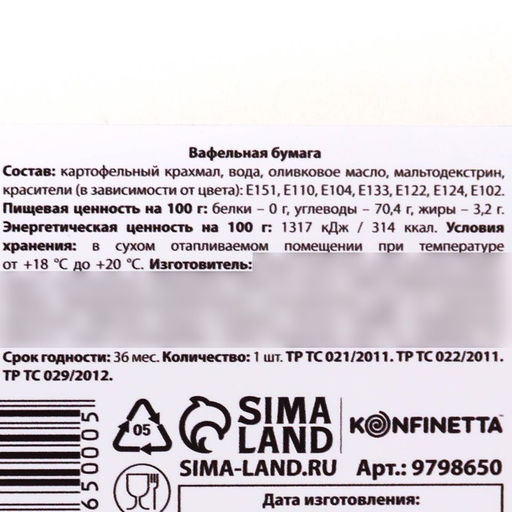 Вафельная бумага
Состав: картофельный крахмал, вода, оливковое масло, мальтодекстрин,
красители (в зависимости от цвета): Е151, Е110, Е104, Е133, Е122, Е124, Е102.
Пищевая ценность на 100 г: белки – 0 г, углеводы – 70,4 г, жиры – 3,2 г.
Энергетическая ценность на 100 г: 1317 кДж / 314 ккал. Условия
хранения: в сухом отапливаемом помещении при температуре
от +18 °С до +20 °С. Изготовитель:
Срок годности: 36 мес. Количество: 1 шт. ТР ТС 021/2011. ТР ТС 022/2011.
ТР ТС 029/2012.
650005
05
SIMA
LAND
KONFINETTA
SIMA-LAND.RU
Арт.: 9798650
Дата изготовления: